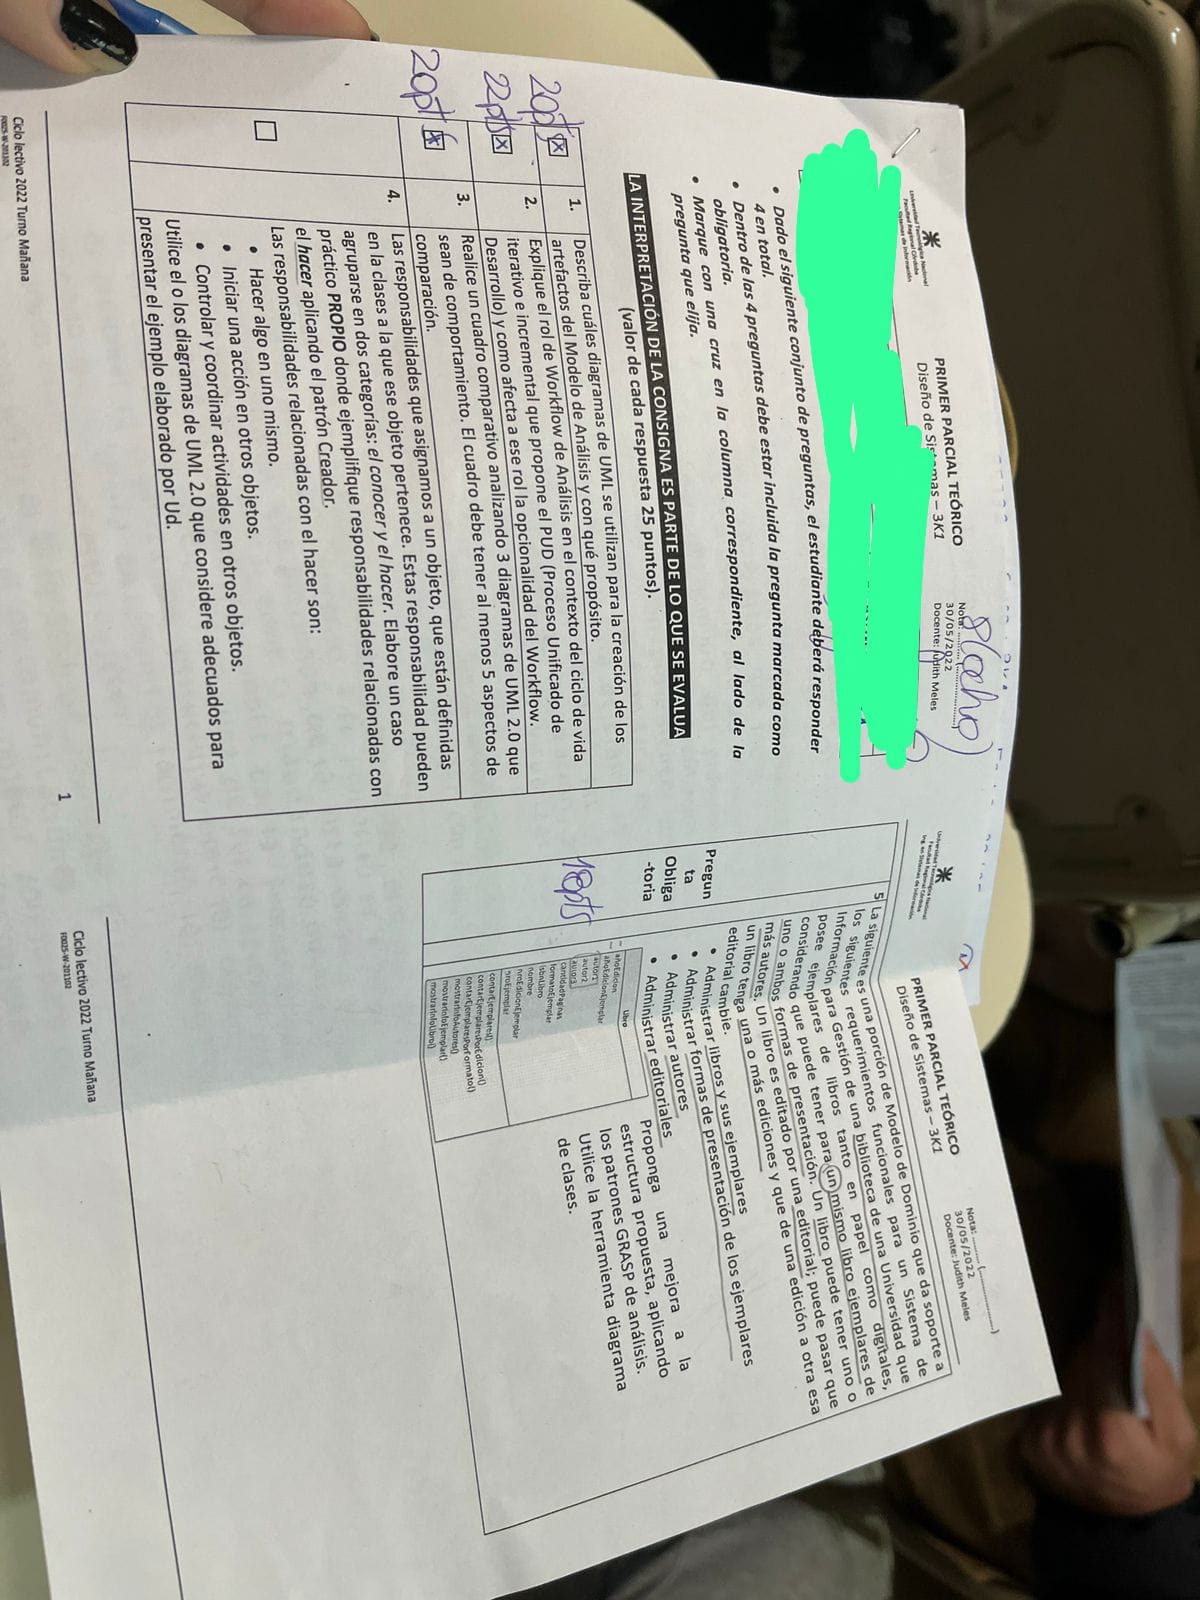 8(ocho)
Universidad Tecnológica Nacional
Facultad Regional Córdoba
Sistemas de Información
PRIMER PARCIAL TEÓRICO
Diseño de Sistemas – 3K1
Nota: .......... (......................)
30/05/2022
Docente: Judith Meles
• Dado el siguiente conjunto de preguntas, el estudiante deberá responder
4 en total.
• Dentro de las 4 preguntas debe estar incluida la pregunta marcada como
obligatoria.
• Marque con una cruz en la columna correspondiente, al lado de la
pregunta que elija.
LA INTERPRETACIÓN DE LA CONSIGNA ES PARTE DE LO QUE SE EVALUA
(valor de cada respuesta 25 puntos).
20pts
1. Describa cuáles diagramas de UML se utilizan para la creación de los
artefactos del Modelo de Análisis y con qué propósito.
22pts
2. Explique el rol de Workflow de Análisis en el contexto del ciclo de vida
iterativo e incremental que propone el PUD (Proceso Unificado de
Desarrollo) y como afecta a ese rol la opcionalidad del Workflow.
20pts
3. Realice un cuadro comparativo analizando 3 diagramas de UML 2.0 que
sean de comportamiento. El cuadro debe tener al menos 5 aspectos de
comparación.
4. Las responsabilidades que asignamos a un objeto, que están definidas
en la clases a la que ese objeto pertenece. Estas responsabilidad pueden
agruparse en dos categorías: el conocer y el hacer. Elabore un caso
práctico PROPIO donde ejemplifique responsabilidades relacionadas con
el hacer aplicando el patrón Creador.
Las responsabilidades relacionadas con el hacer son:
• Hacer algo en uno mismo.
• Iniciar una acción en otros objetos.
• Controlar y coordinar actividades en otros objetos.
Utilice el o los diagramas de UML 2.0 que considere adecuados para
presentar el ejemplo elaborado por Ud.
1
Ciclo lectivo 2022 Turno Mañana
F0025-W-201102
Universidad Tecnológica Nacional
Facultad Regional Córdoba
Ing. en Sistemas de Información
PRIMER PARCIAL TEÓRICO
Diseño de Sistemas – 3K1
Nota: .......... (......................)
30/05/2022
Docente: Judith Meles
Pregun
ta
Obliga
-toria
18pts
5 La siguiente es una porción de Modelo de Dominio que da soporte a
los siguientes requerimientos funcionales para un Sistema de
Información para Gestión de una biblioteca de una Universidad que
posee ejemplares de libros tanto en papel como digitales,
considerando que puede tener para un mismo libro ejemplares de
uno o ambos formas de presentación. Un libro puede tener uno o
más autores. Un libro es editado por una editorial; puede pasar que
un libro tenga una o más ediciones y que de una edición a otra esa
editorial cambie.
• Administrar libros y sus ejemplares
• Administrar formas de presentación de los ejemplares
• Administrar autores
• Administrar editoriales
Libro
añoEdicion
añoEdicionEjemplar
autor1
autor2
autor3
cantidadPaginas
formatoEjemplar
isbnLibro
nombre
nroEdicionEjemplar
nroEjemplar
contarEjemplares()
contarEjemplaresPorEdicion()
contarEjemplaresPorFormato()
mostrarInfoAutores()
mostrarInfoEjemplar()
mostrarInfoLibro()
Proponga una mejora a la
estructura propuesta, aplicando
los patrones GRASP de análisis.
Utilice la herramienta diagrama
de clases.
Ciclo lectivo 2022 Turno Mañana
F0025-W-201102